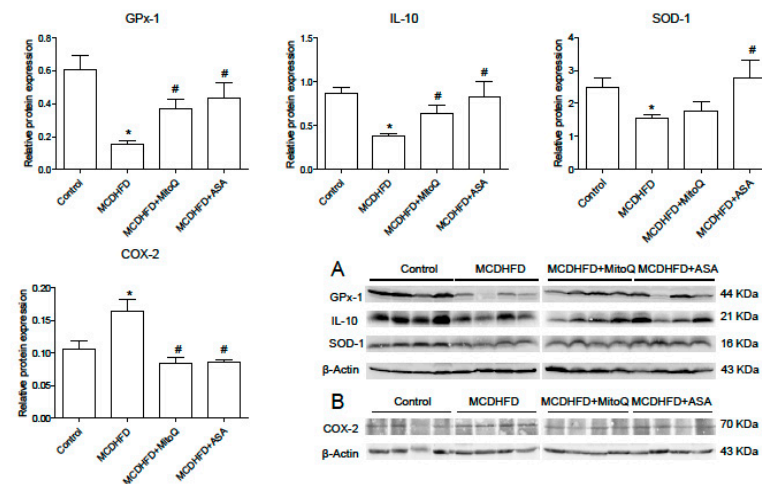 GPx-1
Relative protein expression
0.8
0.6
0.4
0.2
0.0
*
#
#
Control
MCDHFD
MCDHFD+MitoQ
MCDHFD+ASA
IL-10
Relative protein expression
1.5
1.0
0.5
0.0
*
#
#
Control
MCDHFD
MCDHFD+MitoQ
MCDHFD+ASA
SOD-1
Relative protein expression
4
3
2
1
0
*
#
Control
MCDHFD
MCDHFD+MitoQ
MCDHFD+ASA
COX-2
Relative protein expression
0.20
0.15
0.10
0.05
0.00
*
#
#
Control
MCDHFD
MCDHFD+MitoQ
MCDHFD+ASA
A
Control MCDHFD MCDHFD+MitoQ MCDHFD+ASA
GPx-1 44 KDa
IL-10 21 KDa
SOD-1 16 KDa
β-Actin 43 KDa
B
Control MCDHFD MCDHFD+MitoQ MCDHFD+ASA
COX-2 70 KDa
β-Actin 43 KDa